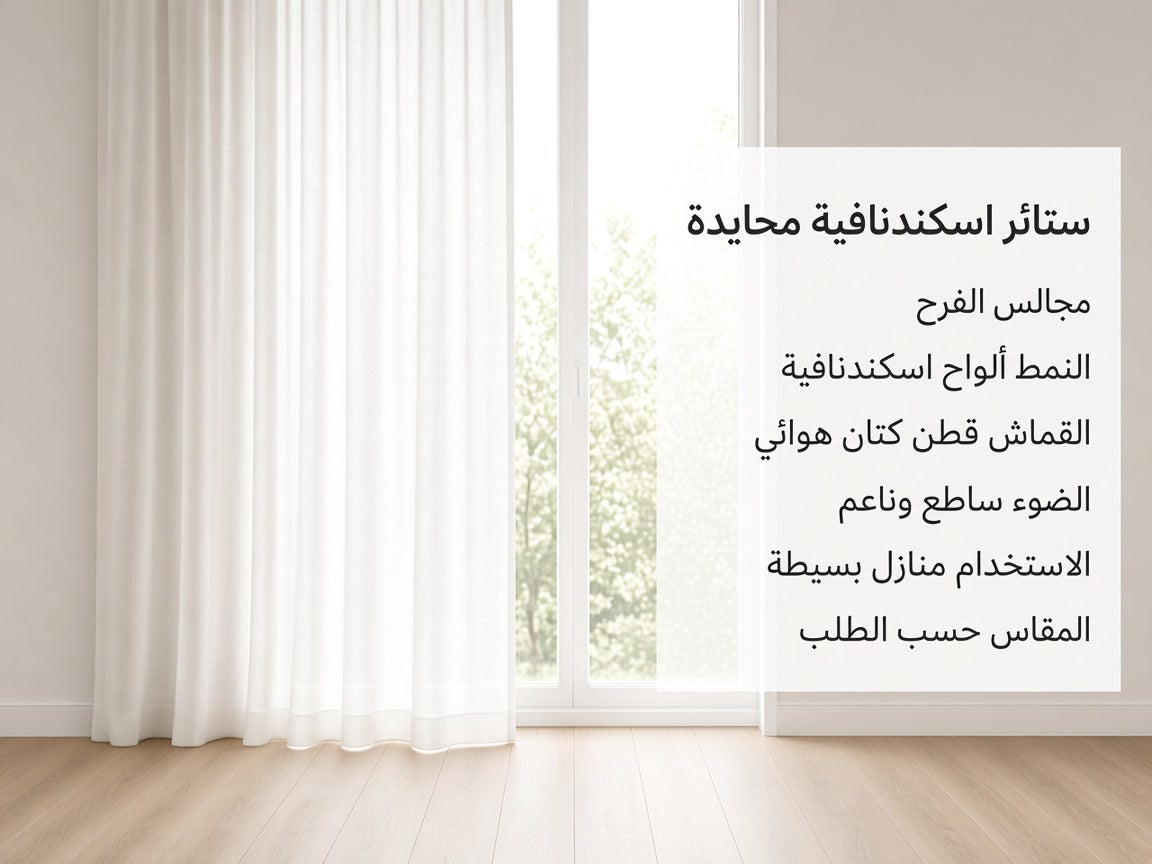 ستائر اسكندنافية محايدة
مجالس الفرح
النمط ألواح اسكندنافية
القماش قطن كتان هوائي
الضوء ساطع وناعم
الاستخدام منازل بسيطة
المقاس حسب الطلب